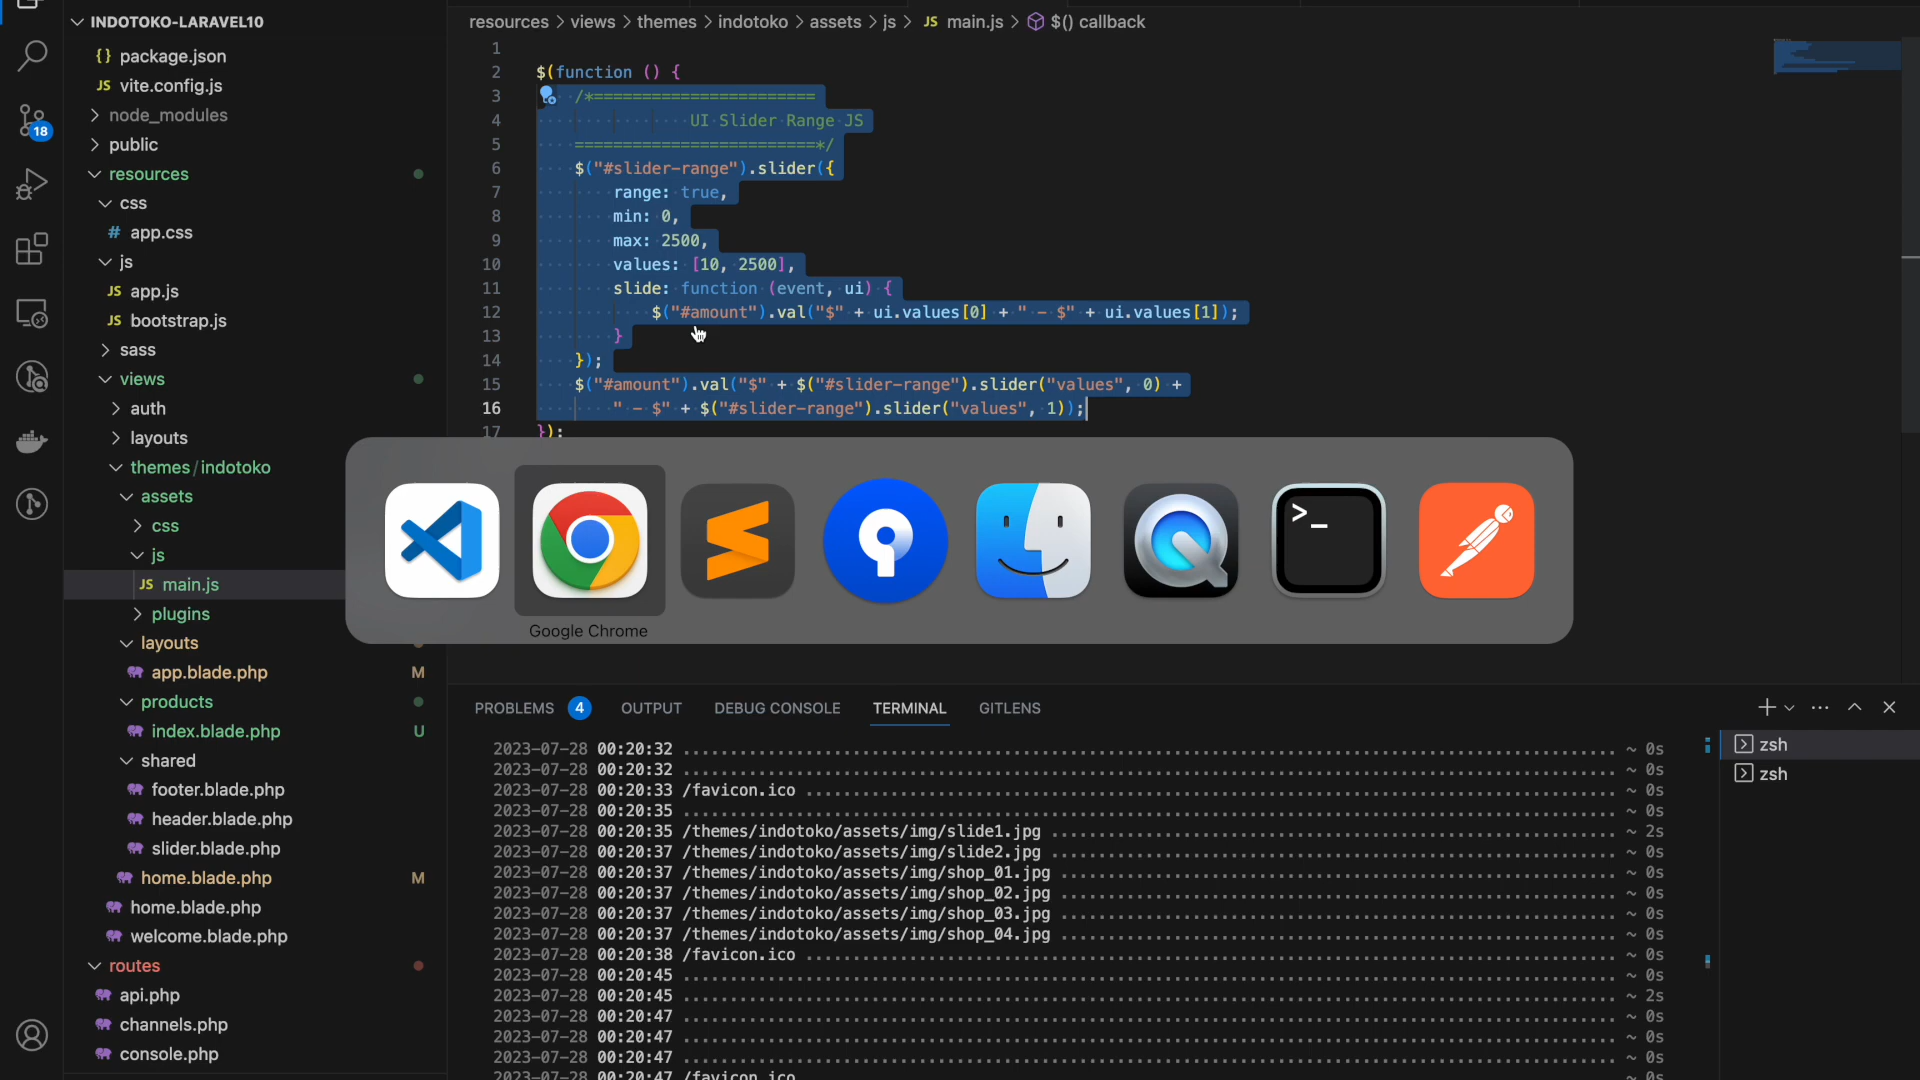 INDOTOKO-LARAVEL10
{} package.json
JS vite.config.js
node_modules
public
resources
css
# app.css
js
JS app.js
JS bootstrap.js
sass
views
auth
layouts
themes/indotoko
assets
css
js
JS main.js
plugins
layouts
app.blade.php M
products
index.blade.php U
shared
footer.blade.php
header.blade.php
slider.blade.php
home.blade.php M
home.blade.php
welcome.blade.php
routes
api.php
channels.php
console.php
18
resources > views > themes > indotoko > assets > js > JS main.js > $() callback
1
2 $(function () {
3 /*=======================
4 UI Slider Range JS
5 =========================*/
6 $("#slider-range").slider({
7 range: true,
8 min: 0,
9 max: 2500,
10 values: [10, 2500],
11 slide: function (event, ui) {
12 $("#amount").val("$" + ui.values[0] + " - $" + ui.values[1]);
13 }
14 });
15 $("#amount").val("$" + $("#slider-range").slider("values", 0) +
16 " - $" + $("#slider-range").slider("values", 1));
17 });
>_
Google Chrome
PROBLEMS 4 OUTPUT DEBUG CONSOLE TERMINAL GITLENS
zsh
zsh
2023-07-28 00:20:32 ~ 0s
2023-07-28 00:20:32 ~ 0s
2023-07-28 00:20:33 /favicon.ico ~ 0s
2023-07-28 00:20:35 ~ 0s
2023-07-28 00:20:35 /themes/indotoko/assets/img/slide1.jpg ~ 2s
2023-07-28 00:20:37 /themes/indotoko/assets/img/slide2.jpg ~ 0s
2023-07-28 00:20:37 /themes/indotoko/assets/img/shop_01.jpg ~ 0s
2023-07-28 00:20:37 /themes/indotoko/assets/img/shop_02.jpg ~ 0s
2023-07-28 00:20:37 /themes/indotoko/assets/img/shop_03.jpg ~ 0s
2023-07-28 00:20:37 /themes/indotoko/assets/img/shop_04.jpg ~ 0s
2023-07-28 00:20:38 /favicon.ico ~ 0s
2023-07-28 00:20:45 ~ 0s
2023-07-28 00:20:45 ~ 2s
2023-07-28 00:20:47 ~ 0s
2023-07-28 00:20:47 ~ 0s
2023-07-28 00:20:47 ~ 0s
2023-07-28 00:20:47 /favicon.ico ~ 0s